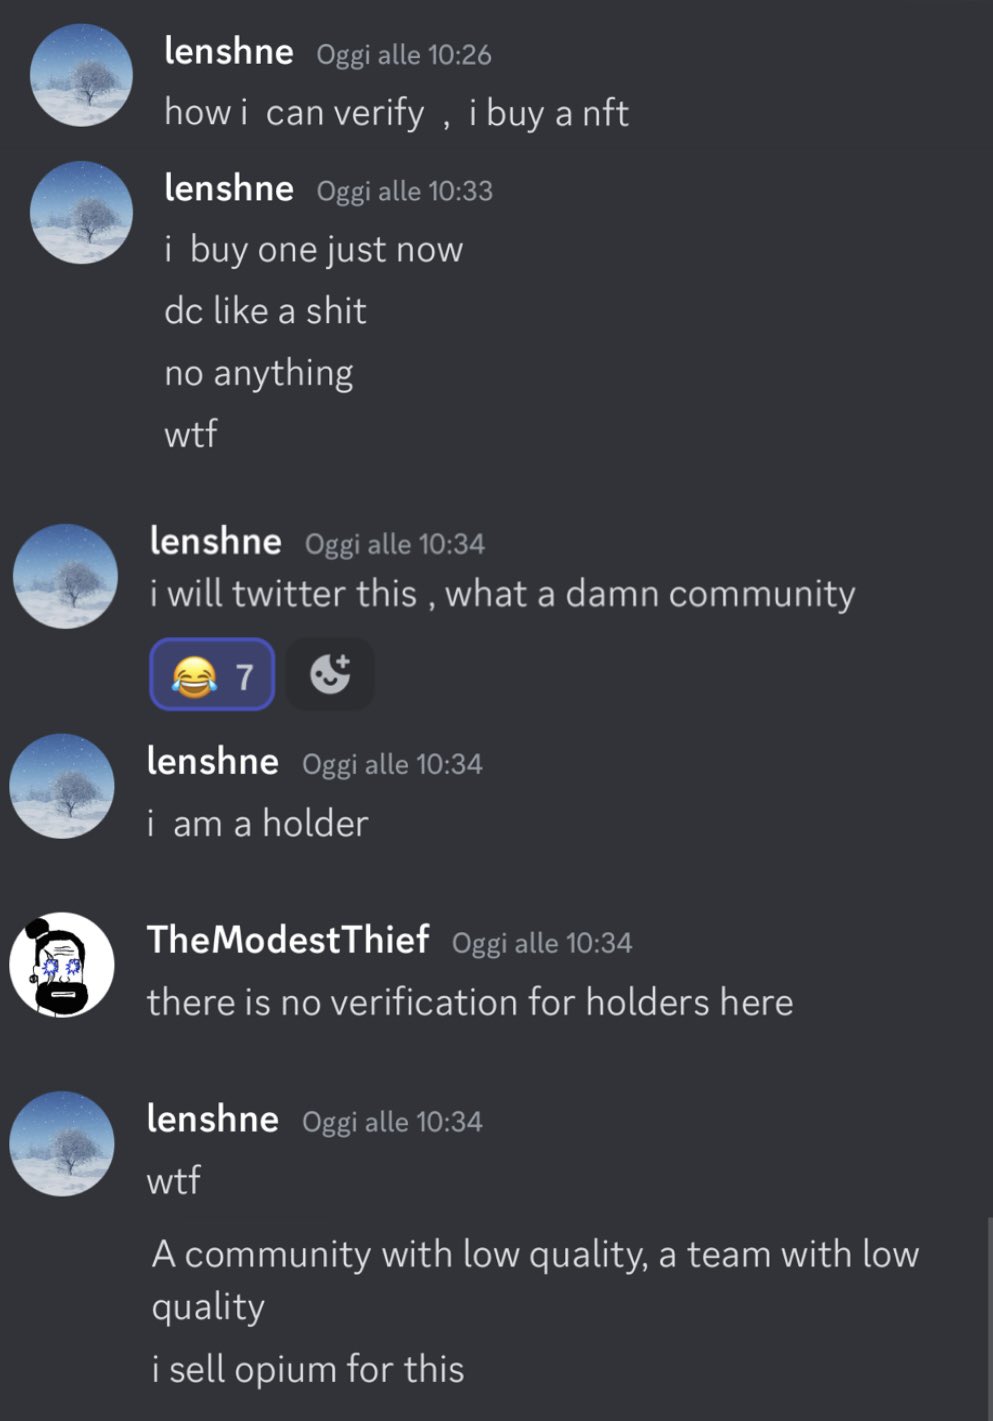 lenshne Oggi alle 10:26
how i can verify , i buy a nft
lenshne Oggi alle 10:33
i buy one just now
dc like a shit
no anything
wtf
lenshne Oggi alle 10:34
i will twitter this , what a damn community
😂 7
lenshne Oggi alle 10:34
i am a holder
TheModestThief Oggi alle 10:34
there is no verification for holders here
lenshne Oggi alle 10:34
wtf
A community with low quality, a team with low
quality
i sell opium for this